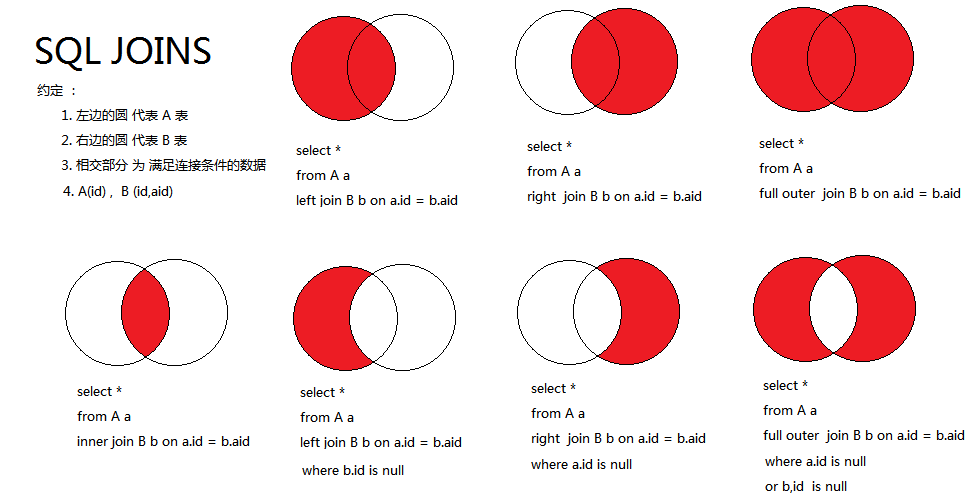 SQL JOINS
约定 ：
1. 左边的圆 代表 A 表
2. 右边的圆 代表 B 表
3. 相交部分 为 满足连接条件的数据
4. A(id) ,  B (id,aid)
select *
from A a
left join B b on a.id = b.aid
select *
from A a
right  join B b on a.id = b.aid
select *
from A a
full outer  join B b on a.id = b.aid
select *
from A a
inner join B b on a.id = b.aid
select *
from A a
left join B b on a.id = b.aid
where b.id is null
select *
from A a
right  join B b on a.id = b.aid
where a.id is null
select *
from A a
full outer  join B b on a.id = b.aid
where a.id is null
or b,id  is null